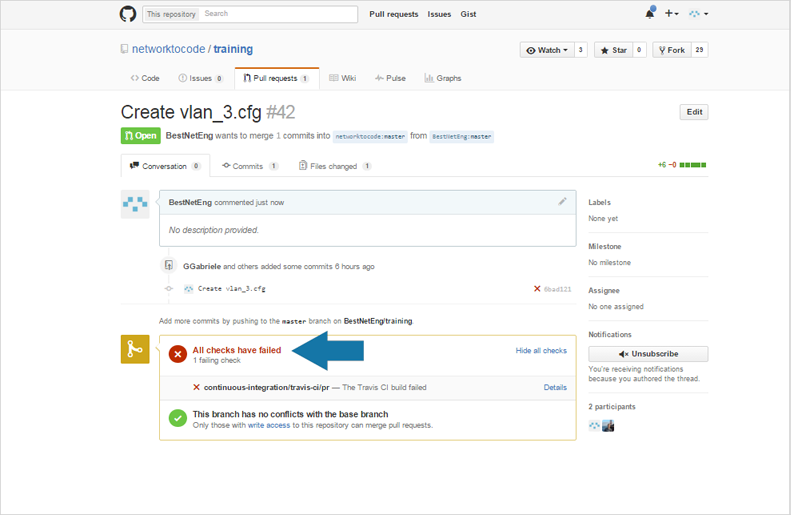 This repository Search Pull requests Issues Gist
networktocode / training Watch 3 Star 0 Fork 29
Code Issues 0 Pull requests 1 Wiki Pulse Graphs
Create vlan_3.cfg #42 Edit
Open BestNetEng wants to merge 1 commits into networktocode:master from BestNetEng:master
Conversation 0 Commits 1 Files changed 1 +6 −0
BestNetEng commented just now
No description provided.
GGabriele and others added some commits 6 hours ago
Create vlan_3.cfg 6bad321
Add more commits by pushing to the master branch on BestNetEng/training.
All checks have failed Hide all checks
1 failing check
continuous-integration/travis-ci/pr — The Travis CI build failed Details
This branch has no conflicts with the base branch
Only those with write access to this repository can merge pull requests.
Labels
None yet
Milestone
No milestone
Assignee
No one assigned
Notifications
Unsubscribe
You're receiving notifications
because you authored the thread.
2 participants